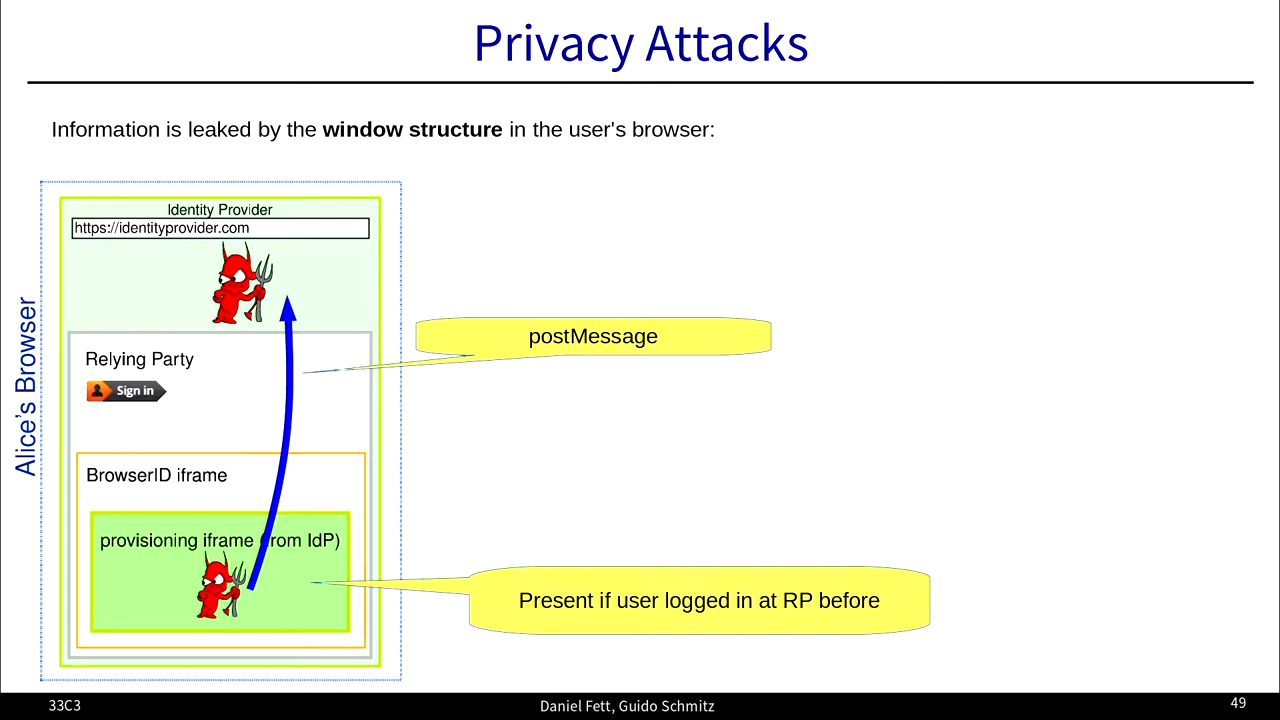 Privacy Attacks
Information is leaked by the window structure in the user's browser:
Alice's Browser
Identity Provider
https://identityprovider.com
postMessage
Relying Party
Sign in
BrowserID iframe
provisioning iframe (from IdP)
Present if user logged in at RP before
33C3
Daniel Fett, Guido Schmitz
49